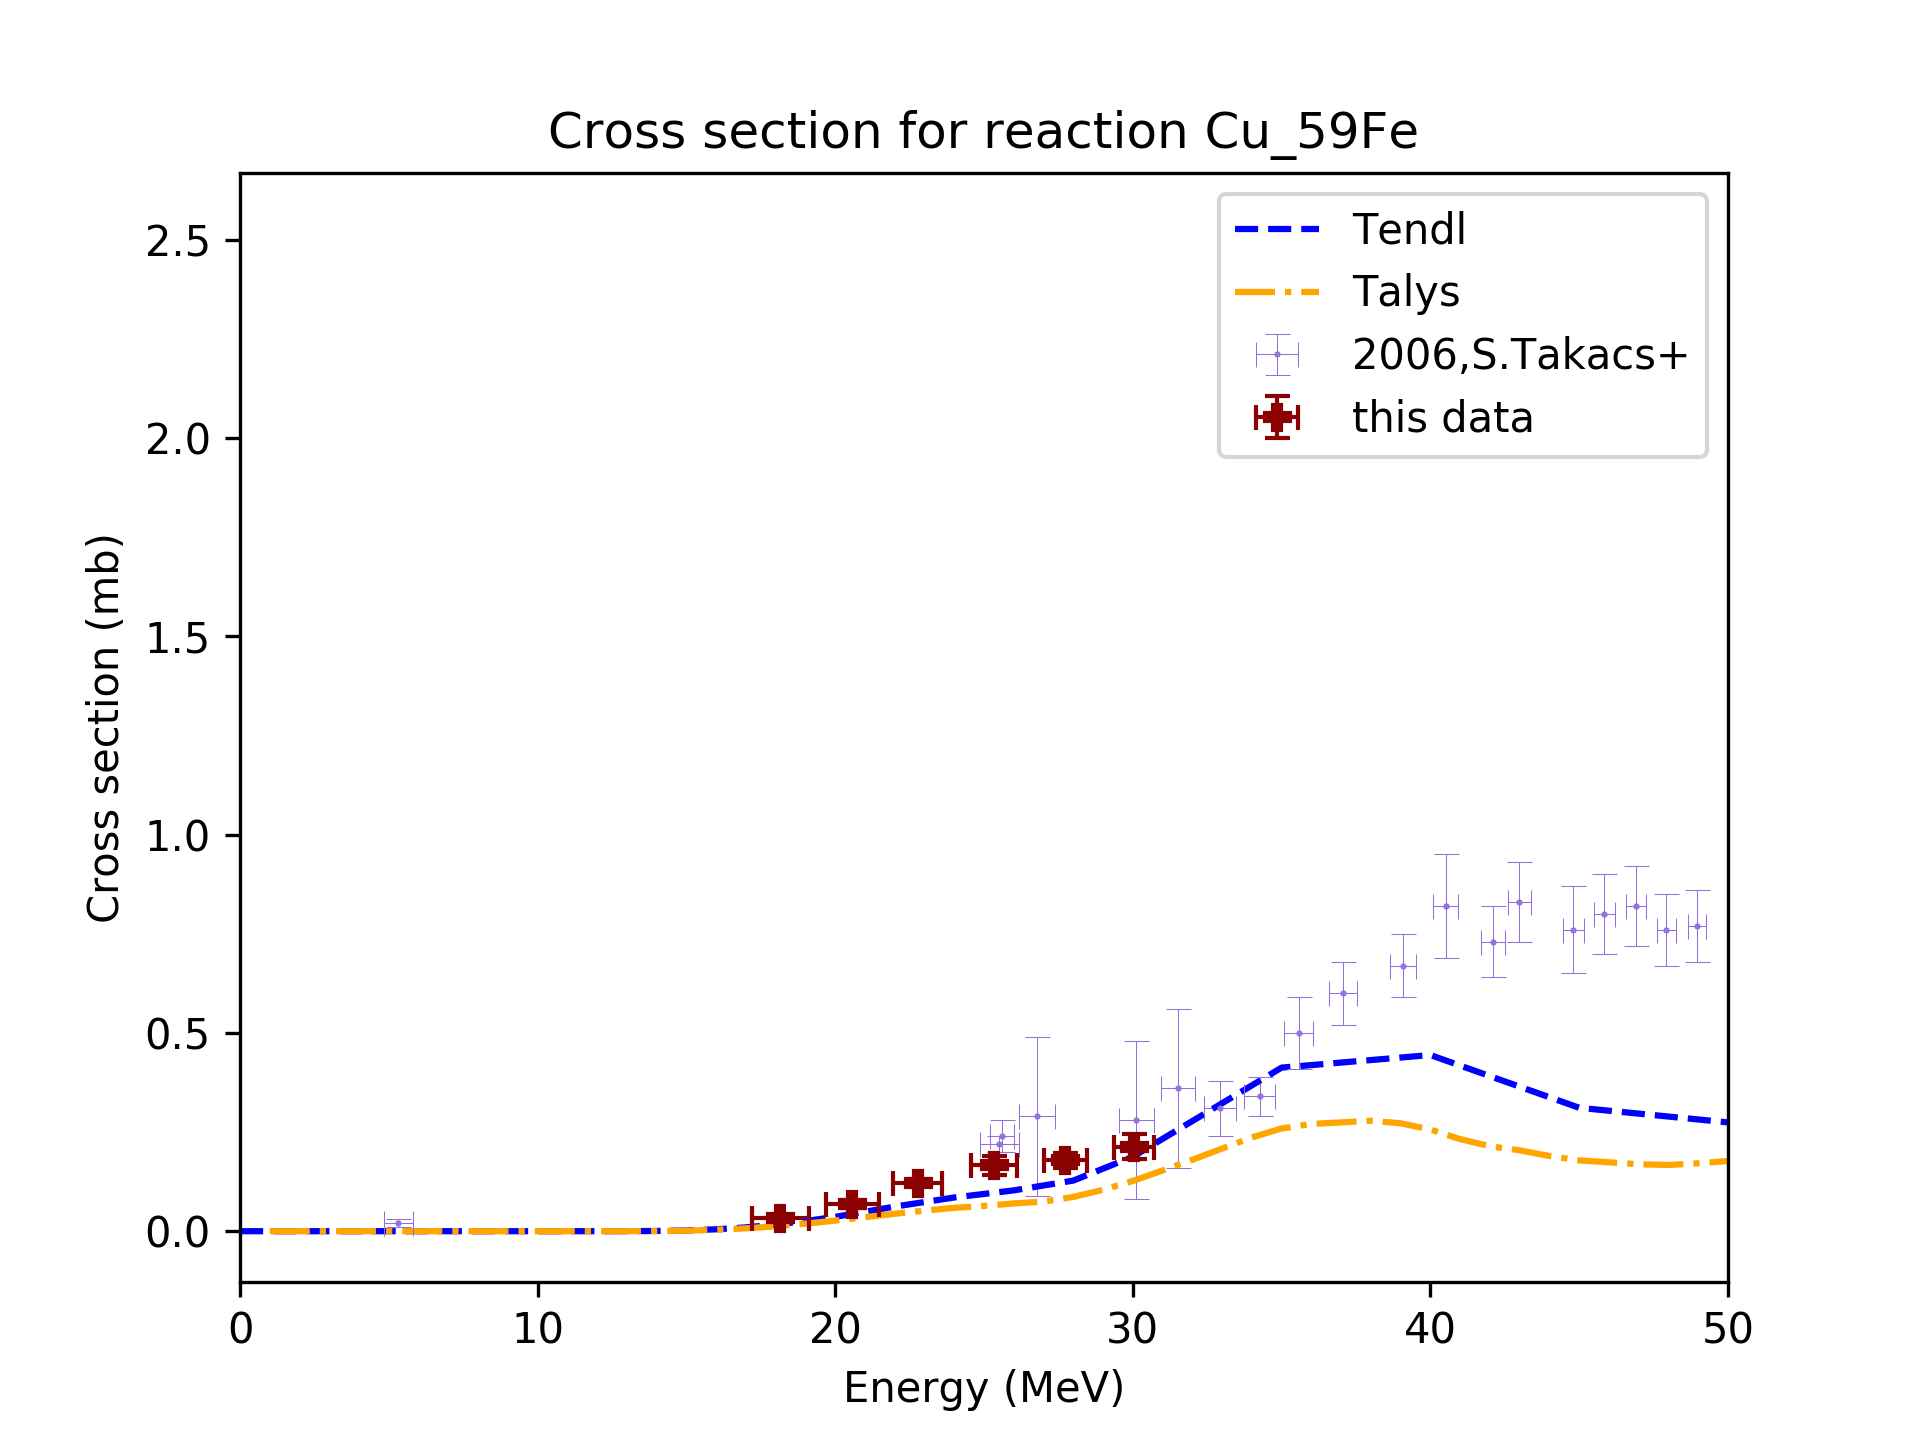 Cross section for reaction Cu_59Fe
Tendl
Talys
2006,S.Takacs+
this data
Cross section (mb)
2.5
2.0
1.5
1.0
0.5
0.0
0 10 20 30 40 50
Energy (MeV)